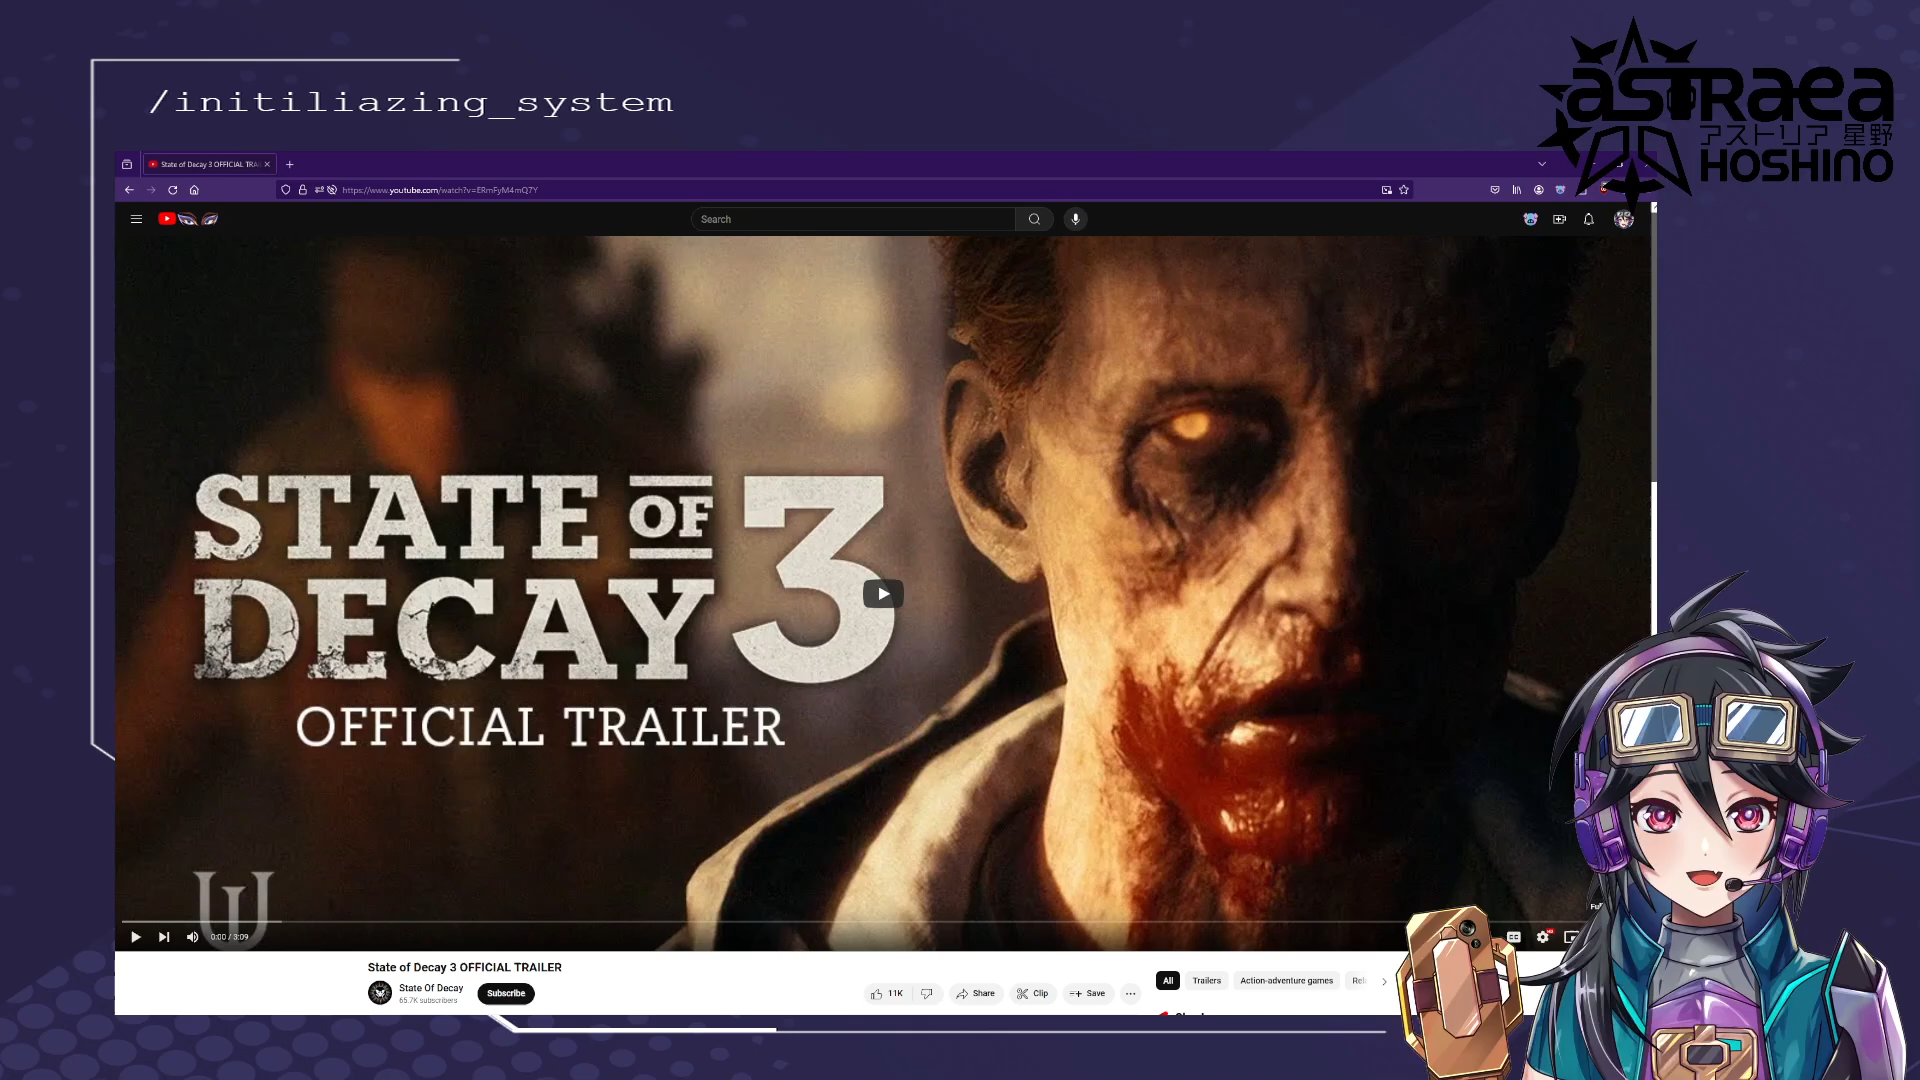 /initiliazing_system
aSTRaea
アストリア 星野
HOSHINO
State of Decay 3 OFFICIAL TRA
https://www.youtube.com/watch?v=ERmFyM4mQ7Y
Search
STATE OF
DECAY 3
OFFICIAL TRAILER
0:00 / 3:09
CC
HD
State of Decay 3 OFFICIAL TRAILER
State Of Decay
65.7K subscribers
Subscribe
11K
Share
Clip
Save
All
Trailers
Action-adventure games